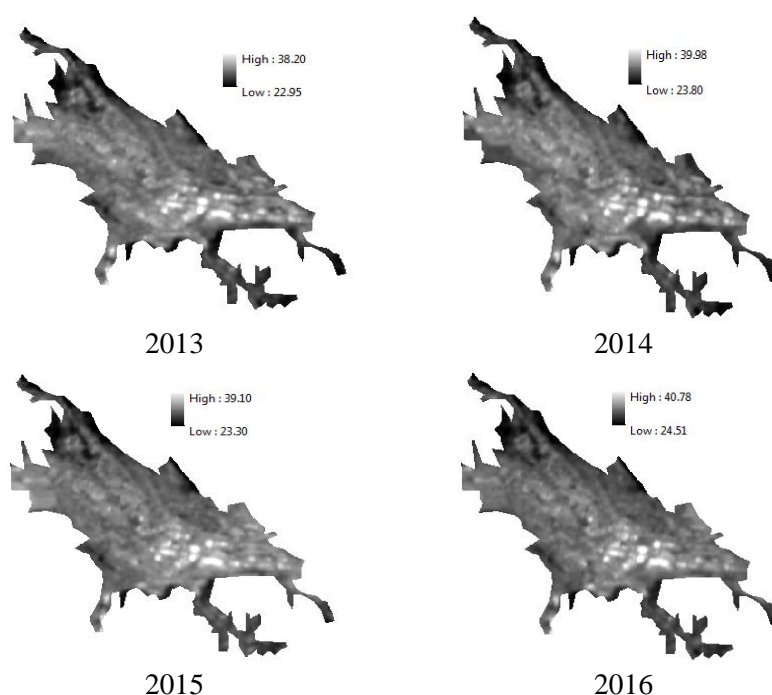 High : 38.20
Low : 22.95
2013
High : 39.98
Low : 23.80
2014
High : 39.10
Low : 23.30
2015
High : 40.78
Low : 24.51
2016